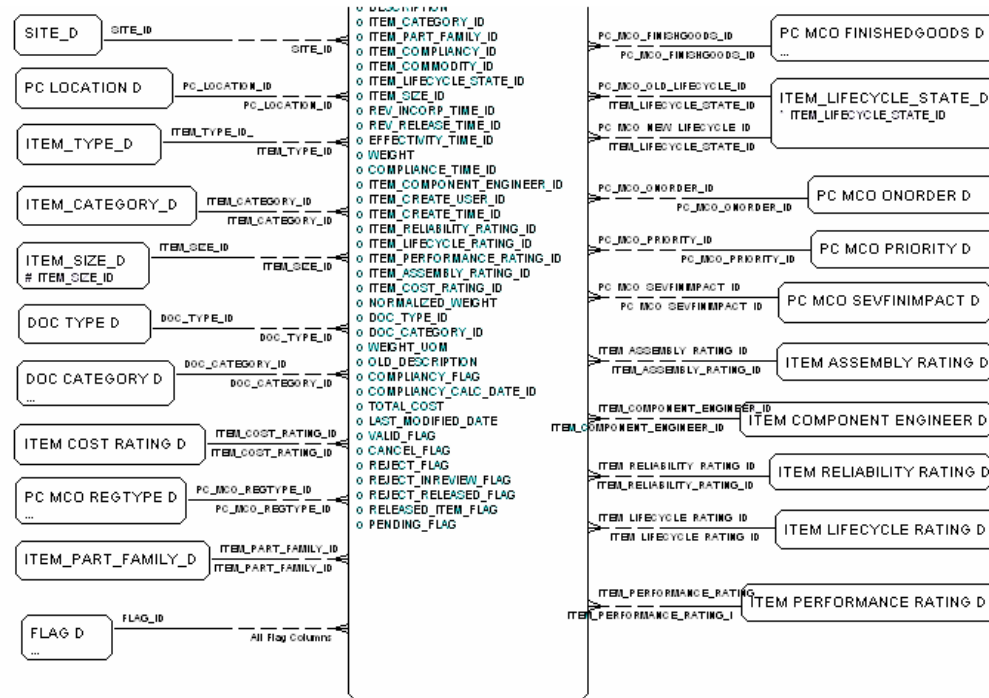 SITE_D
SITE_ID
SITE_ID
PC LOCATION D
PC_LOCATION_ID
PC_LOCATION_ID
ITEM_TYPE_D
ITEM_TYPE_ID_
ITEM_TYPE_ID
ITEM_CATEGORY_D
ITEM_CATEGORY_ID
ITEM_CATEGORY_ID
ITEM_SIZE_D
# ITEM_SIZE_ID
ITEM_SIZE_ID
ITEM_SIZE_ID
DOC TYPE D
DOC_TYPE_ID
DOC_TYPE_ID
DOC CATEGORY D
...
DOC_CATEGORY_ID
DOC_CATEGORY_ID
ITEM COST RATING D
ITEM_COST_RATING_ID
ITEM_COST_RATING_ID
PC MCO REGTYPE D
...
PC_MCO_REGTYPE_ID
PC_MCO_REGTYPE_ID
ITEM_PART_FAMILY_D
ITEM_PART_FAMILY_ID
ITEM_PART_FAMILY_ID
FLAG D
...
FLAG_ID
All Flag Columns
o DESCRIPTION
o ITEM_CATEGORY_ID
o ITEM_PART_FAMILY_ID
o ITEM_COMPLIANCY_ID
o ITEM_COMMODITY_ID
o ITEM_LIFECYCLE_STATE_ID
o ITEM_SIZE_ID
o REV_INCORP_TIME_ID
o REV_RELEASE_TIME_ID
o EFFECTIVITY_TIME_ID
o WEIGHT
o COMPLIANCE_TIME_ID
o ITEM_COMPONENT_ENGINEER_ID
o ITEM_CREATE_USER_ID
o ITEM_CREATE_TIME_ID
o ITEM_RELIABILITY_RATING_ID
o ITEM_LIFECYCLE_RATING_ID
o ITEM_PERFORMANCE_RATING_ID
o ITEM_ASSEMBLY_RATING_ID
o ITEM_COST_RATING_ID
o NORMALIZED_WEIGHT
o DOC_TYPE_ID
o DOC_CATEGORY_ID
o WEIGHT_UOM
o OLD_DESCRIPTION
o COMPLIANCY_FLAG
o COMPLIANCY_CALC_DATE_ID
o TOTAL_COST
o LAST_MODIFIED_DATE
o VALID_FLAG
o CANCEL_FLAG
o REJECT_FLAG
o REJECT_INREVIEW_FLAG
o REJECT_RELEASED_FLAG
o RELEASED_ITEM_FLAG
o PENDING_FLAG
PC_MCO_FINISHGOODS_ID
PC_MCO_FINISHGOODS_ID
PC MCO FINISHEDGOODS D
...
PC_MCO_OLD_LIFECYCLE_ID
ITEM_LIFECYCLE_STATE_ID
PC MCO NEW LIFECYCLE ID
ITEM_LIFECYCLE_STATE_ID
ITEM_LIFECYCLE_STATE_D
* ITEM_LIFECYCLE_STATE_ID
PC_MCO_ONORDER_ID
PC_MCO_ONORDER_ID
PC MCO ONORDER D
PC_MCO_PRIORITY_ID
PC_MCO_PRIORITY_ID
PC MCO PRIORITY D
PC MCO SEVFINIMPACT ID
PC MCO SEVFINIMPACT ID
PC MCO SEVFINIMPACT D
ITEM ASSEMBLY RATING ID
ITEM_ASSEMBLY_RATING_ID
ITEM ASSEMBLY RATING D
ITEM_COMPONENT_ENGINEER_ID
ITEM_COMPONENT_ENGINEER_ID
ITEM COMPONENT ENGINEER D
ITEM RELIABILITY RATING ID
ITEM_RELIABILITY_RATING_ID
ITEM RELIABILITY RATING D
ITEM LIFECYCLE RATING ID
ITEM LIFECYCLE RATING ID
ITEM LIFECYCLE RATING D
ITEM_PERFORMANCE_RATING_
ITEM_PERFORMANCE_RATING_I
ITEM PERFORMANCE RATING D